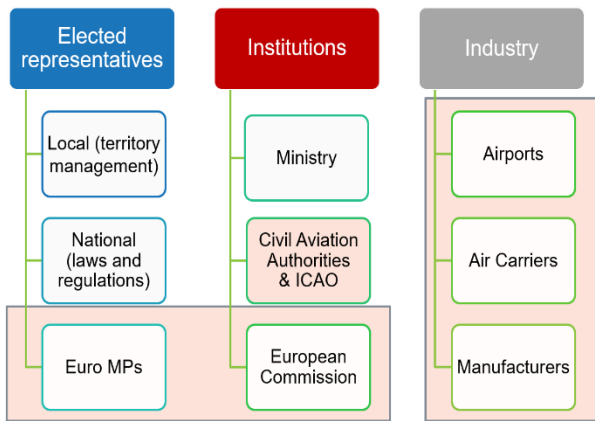 Elected
representatives
Institutions
Industry
Local (territory
management)
Ministry
Airports
National
(laws and
regulations)
Civil Aviation
Authorities
& ICAO
Air Carriers
Euro MPs
European
Commission
Manufacturers